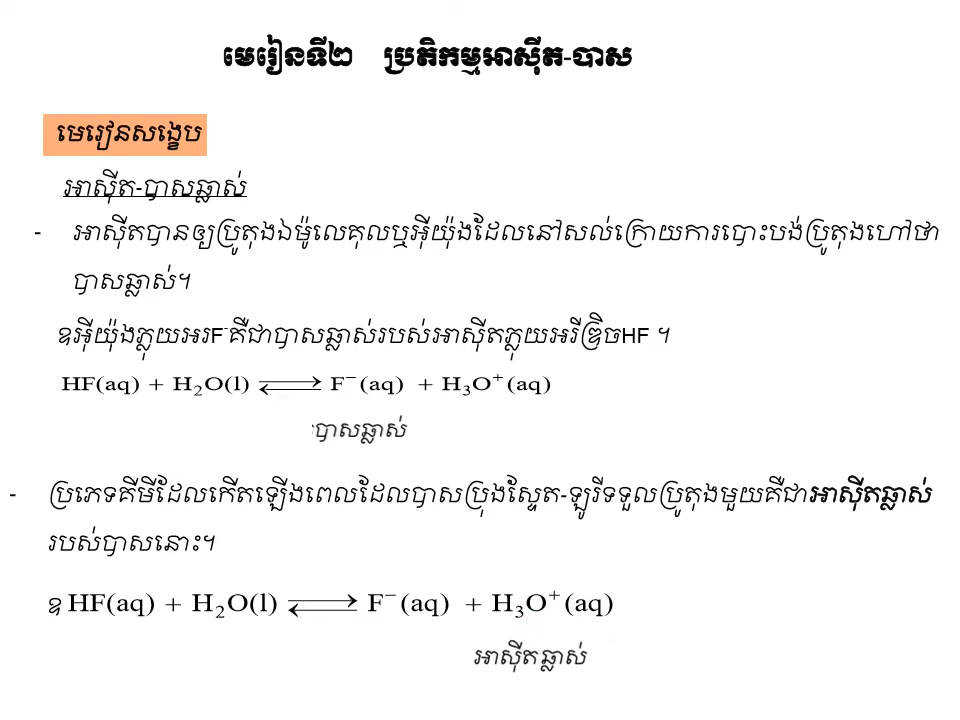 មេរៀនទី២ ប្រតិកម្មអាស៊ីត-បាស
មេរៀនសង្ខេប
អាស៊ីត-បាសឆ្លាស់
- អាស៊ីតបានឲ្យប្រូតុងឯម៉ូលេគុលឬអ៊ីយ៉ុងដែលនៅសល់ក្រោយការបោះបង់ប្រូតុងហៅថា
បាសឆ្លាស់។
ឧអ៊ីយ៉ុងភ្លុយអរF⁻គឺជាបាសឆ្លាស់របស់អាស៊ីតភ្លុយអរីឌ្រិចHF ។
HF(aq) + H₂O(l) ⇌ F⁻(aq) + H₃O⁺(aq)
បាសឆ្លាស់
- ប្រភេទគីមីដែលកើតឡើងពេលដែលបាសប្រុងស្តែត-ឡូរីទទួលប្រូតុងមួយគឺជាអាស៊ីតឆ្លាស់
របស់បាសនោះ។
ឧ HF(aq) + H₂O(l) ⇌ F⁻(aq) + H₃O⁺(aq)
អាស៊ីតឆ្លាស់